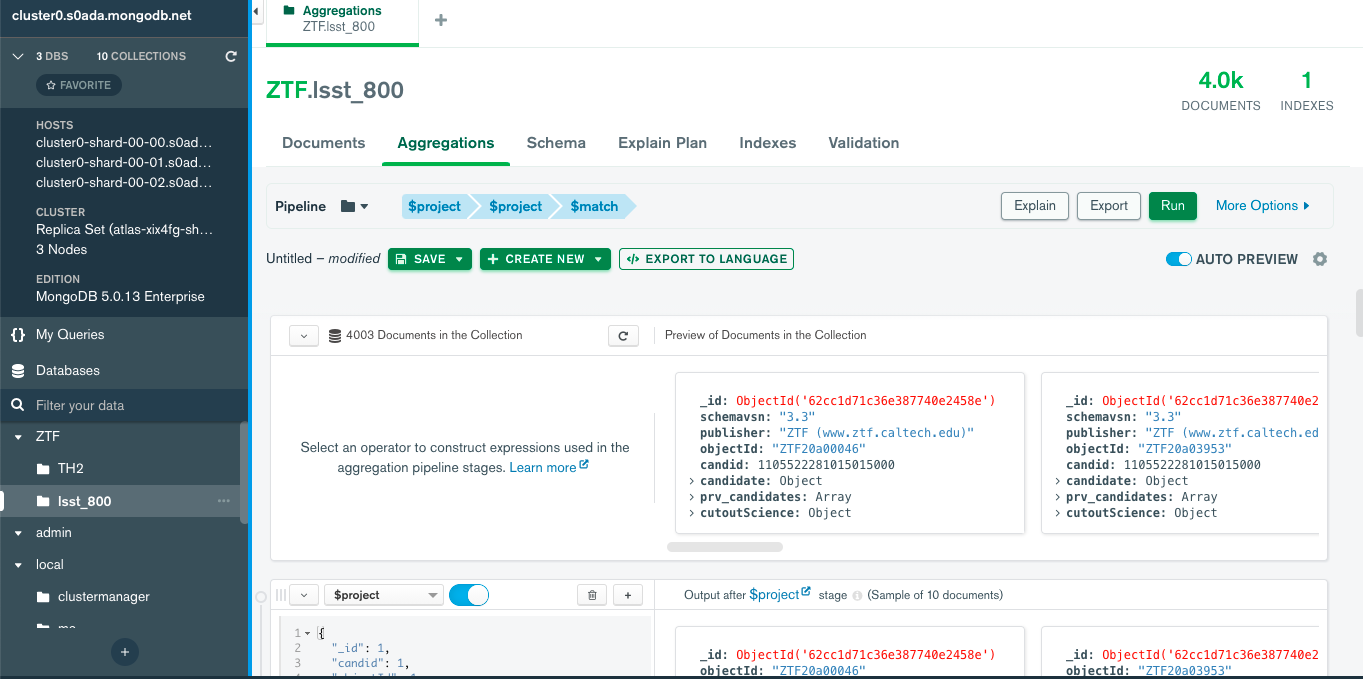 cluster0.s0ada.mongodb.net
3 DBS 10 COLLECTIONS
FAVORITE
HOSTS
cluster0-shard-00-00.s0ad...
cluster0-shard-00-01.s0ad...
cluster0-shard-00-02.s0ad...
CLUSTER
Replica Set (atlas-xix4fg-sh...
3 Nodes
EDITION
MongoDB 5.0.13 Enterprise
{} My Queries
Databases
Filter your data
ZTF
TH2
lsst_800 ...
admin
local
clustermanager
+
Aggregations
ZTF.lsst_800
+
ZTF.lsst_800
4.0k
DOCUMENTS
1
INDEXES
Documents Aggregations Schema Explain Plan Indexes Validation
Pipeline $project $project $match Explain Export Run More Options
Untitled – modified SAVE + CREATE NEW </> EXPORT TO LANGUAGE AUTO PREVIEW
4003 Documents in the Collection Preview of Documents in the Collection
Select an operator to construct expressions used in the
aggregation pipeline stages. Learn more
_id: ObjectId('62cc1d71c36e387740e2458e')
schemavsn: "3.3"
publisher: "ZTF (www.ztf.caltech.edu)"
objectId: "ZTF20a00046"
candid: 1105522281015015000
> candidate: Object
> prv_candidates: Array
> cutoutScience: Object
_id: ObjectId('62cc1d71c36e387740e2
schemavsn: "3.3"
publisher: "ZTF (www.ztf.caltech.ed
objectId: "ZTF20a03953"
candid: 1105522281015015000
> candidate: Object
> prv_candidates: Array
> cutoutScience: Object
$project + Output after $project stage (Sample of 10 documents)
1 {
2 "_id": 1,
3 "candid": 1,
_id: ObjectId('62cc1d71c36e387740e2458e')
objectId: "ZTF20a00046"
_id: ObjectId('62cc1d71c36e387740e2
objectId: "ZTF20a03953"